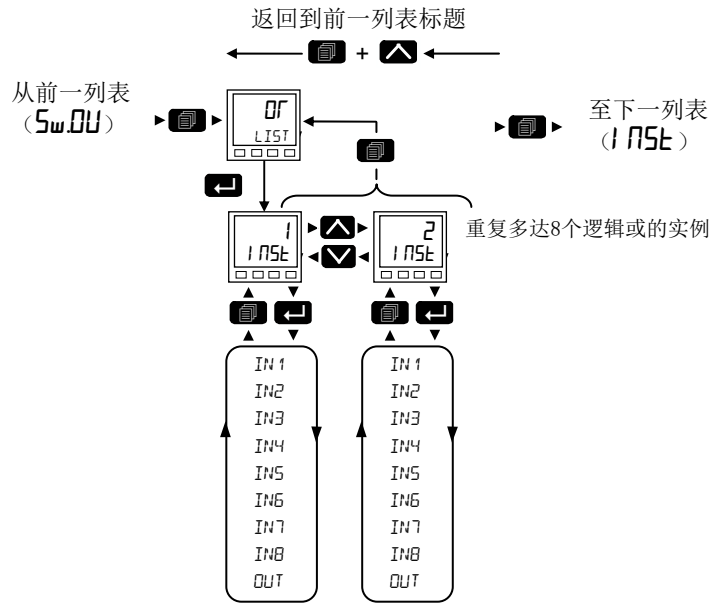 返回到前一列表标题
+
从前一列表
（Sw.OU）
or
LIST
至下一列表
（INSt）
1
INSt
2
INSt
重复多达8个逻辑或的实例
IN1
IN2
IN3
IN4
IN5
IN6
IN7
IN8
OUT
IN1
IN2
IN3
IN4
IN5
IN6
IN7
IN8
OUT